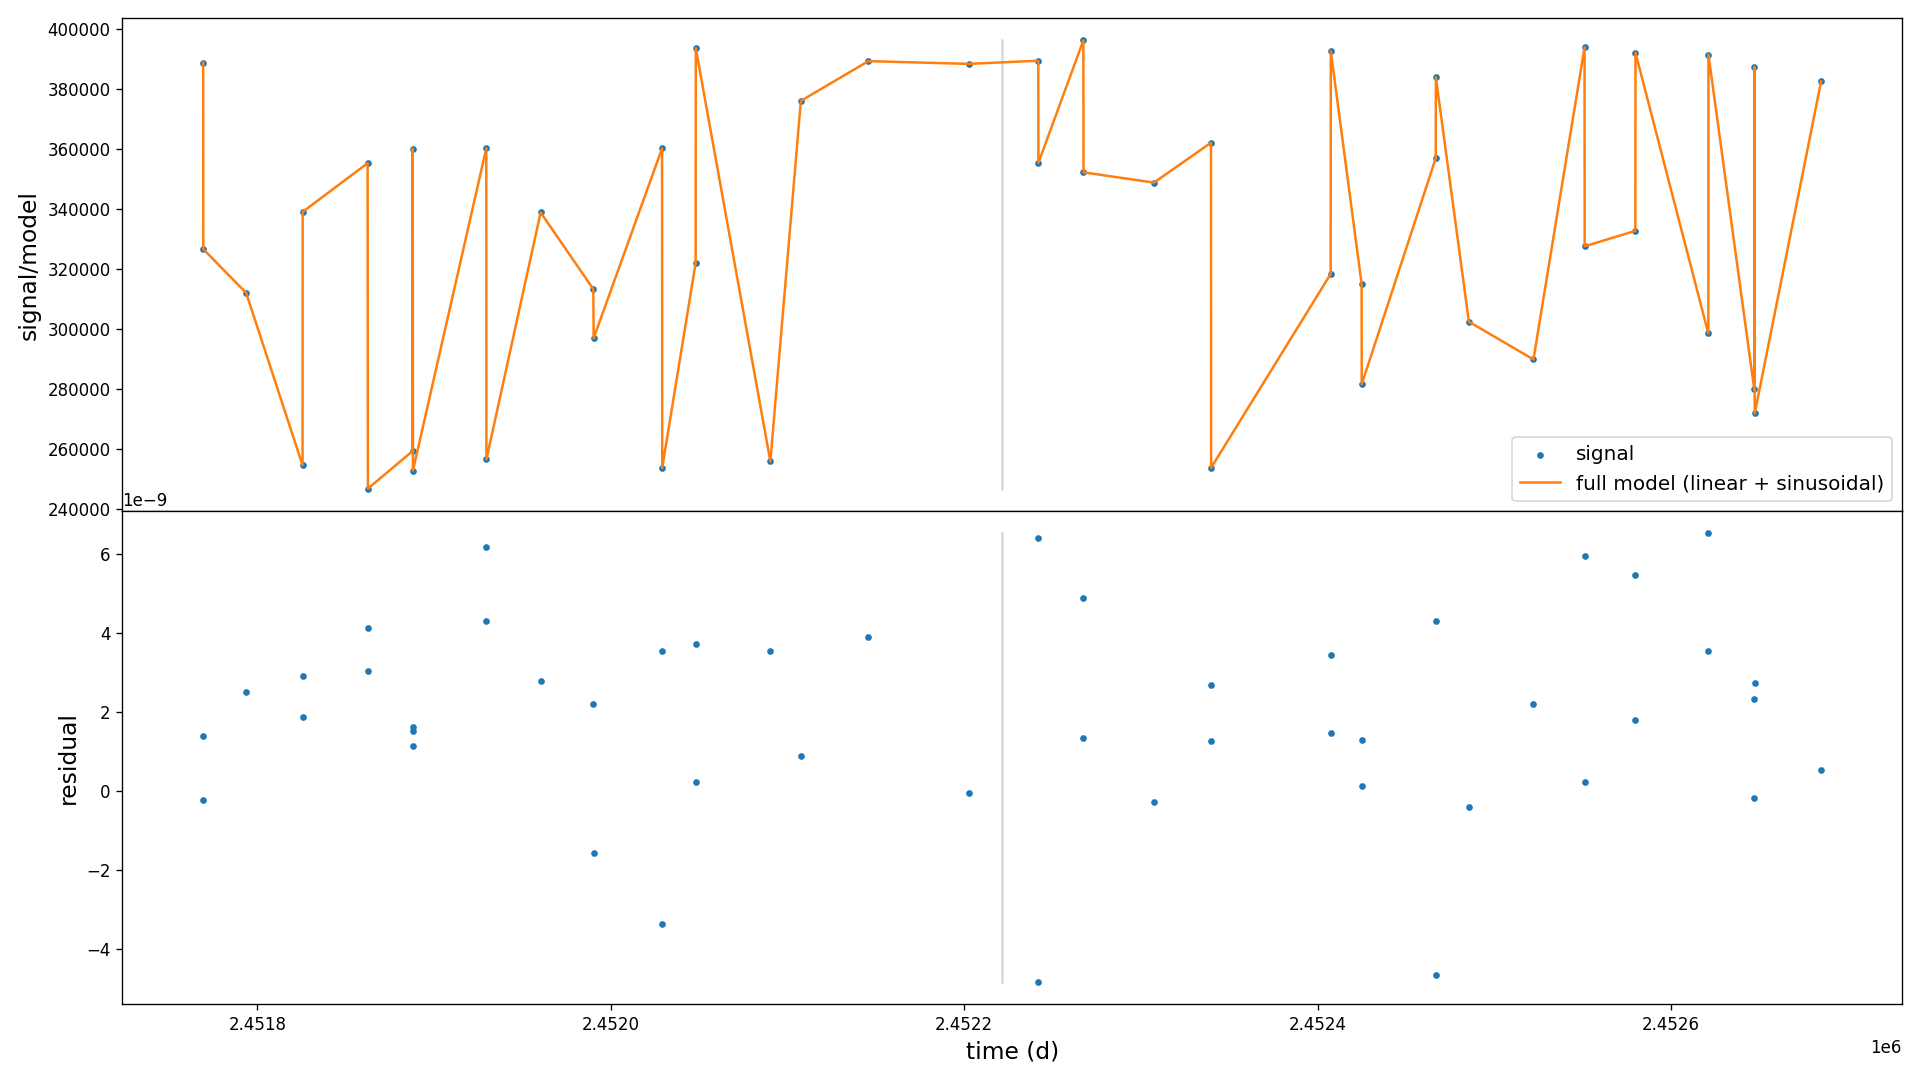 400000
380000
360000
340000
320000
300000
280000
260000
240000
signal/model
signal
full model (linear + sinusoidal)
1e−9
6
4
2
0
−2
−4
residual
2.4518
2.4520
2.4522
2.4524
2.4526
1e6
time (d)